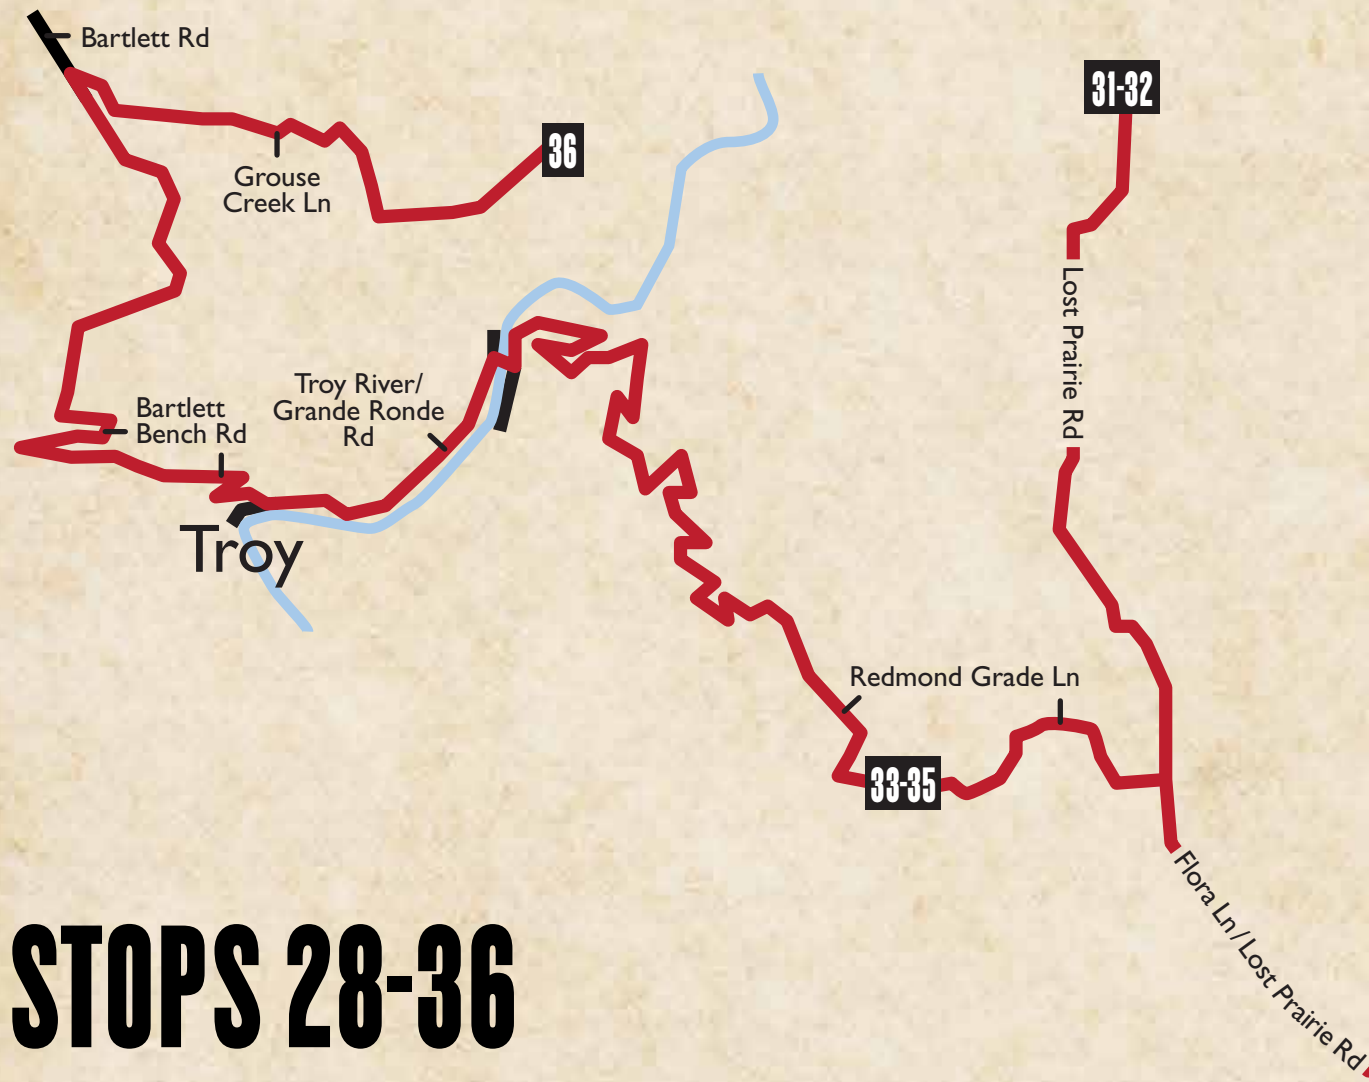 Bartlett Rd
31-32
36
Grouse
Creek Ln
Lost Prairie Rd
Troy River/
Grande Ronde
Rd
Bartlett
Bench Rd
Troy
Redmond Grade Ln
33-35
Flora Ln/Lost Prairie Rd
STOPS 28-36